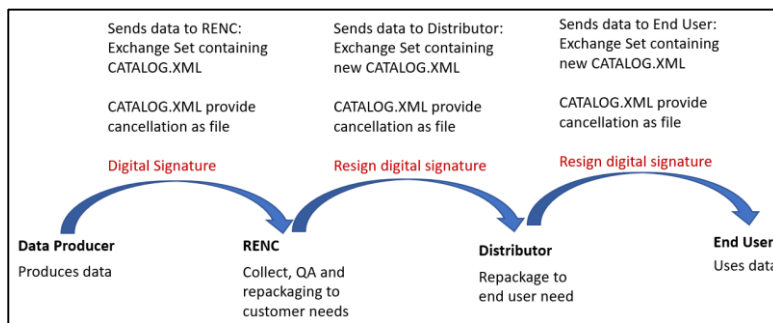 Sends data to RENC:
Exchange Set containing
CATALOG.XML
CATALOG.XML provide
cancellation as file
Digital Signature
Sends data to Distributor:
Exchange Set containing
new CATALOG.XML
CATALOG.XML provide
cancellation as file
Resign digital signature
Sends data to End User:
Exchange Set containing
new CATALOG.XML
CATALOG.XML provide
cancellation as file
Resign digital signature
Data Producer
Produces data
RENC
Collect, QA and
repackaging to
customer needs
Distributor
Repackage to
end user need
End User
Uses data